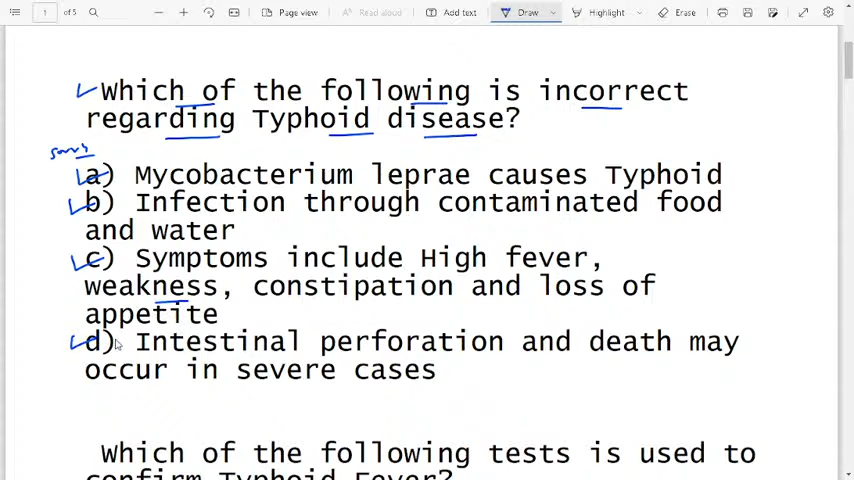 1 of 5 Page view Read aloud Add text Draw Highlight Erase
Which of the following is incorrect
regarding Typhoid disease?
a) Mycobacterium leprae causes Typhoid
b) Infection through contaminated food
and water
c) Symptoms include High fever,
weakness, constipation and loss of
appetite
d) Intestinal perforation and death may
occur in severe cases
Which of the following tests is used to
confirm Typhoid Fever?